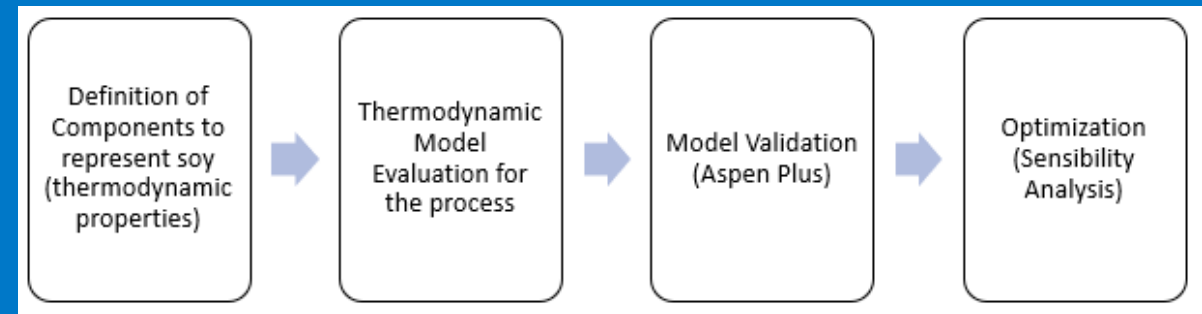 Definition of
Components to
represent soy
(thermodynamic
properties)
Thermodynamic
Model
Evaluation for
the process
Model Validation
(Aspen Plus)
Optimization
(Sensibility
Analysis)